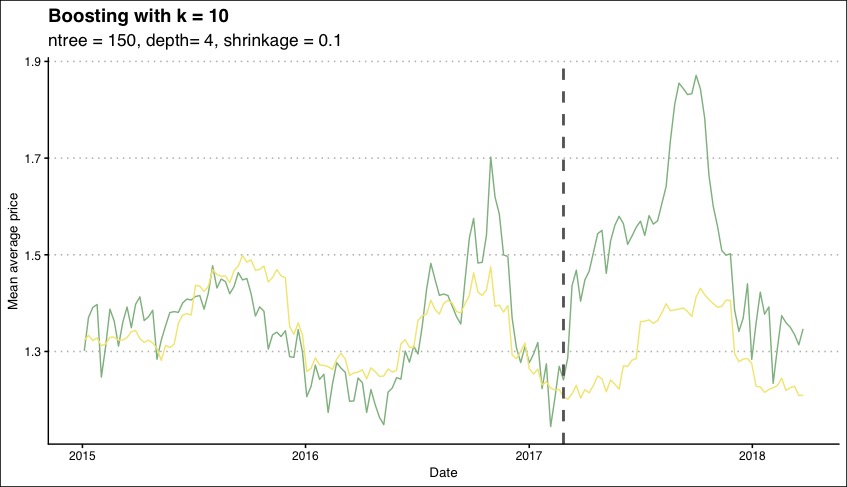 Boosting with k = 10
ntree = 150, depth= 4, shrinkage = 0.1
1.9
1.7
1.5
1.3
Mean average price
2015 2016 2017 2018
Date